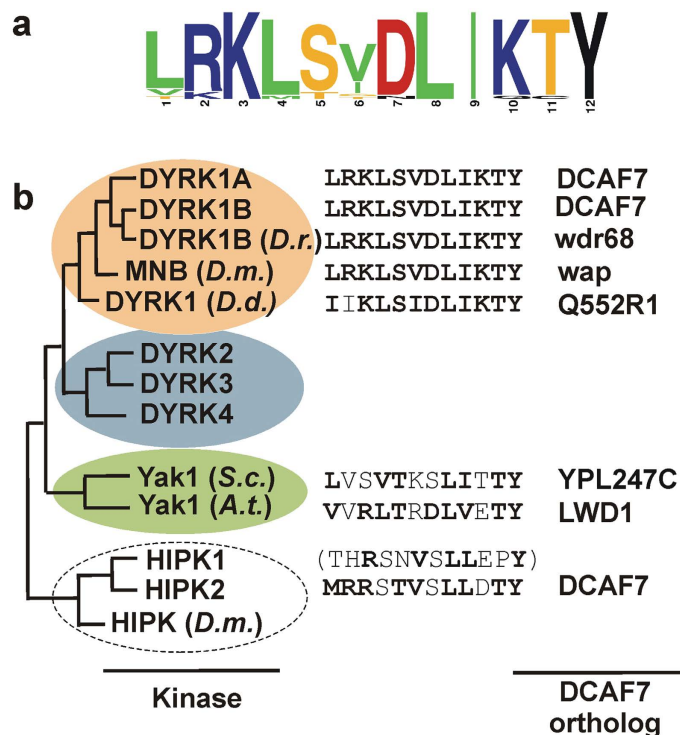 a
LRKLSVDLIKTY
1 2 3 4 5 6 7 8 9 10 11 12
b
DYRK1A LRKLSVDLIKTY DCAF7
DYRK1B LRKLSVDLIKTY DCAF7
DYRK1B (D.r.) LRKLSVDLIKTY wdr68
MNB (D.m.) LRKLSVDLIKTY wap
DYRK1 (D.d.) IIKLSIDLIKTY Q552R1
DYRK2
DYRK3
DYRK4
Yak1 (S.c.) LVSVTKSLITTY YPL247C
Yak1 (A.t.) VVRLTRDLVETY LWD1
HIPK1 (THRSNVSLLEPY)
HIPK2 MRRSTVSLLDTY DCAF7
HIPK (D.m.)
Kinase DCAF7
ortholog